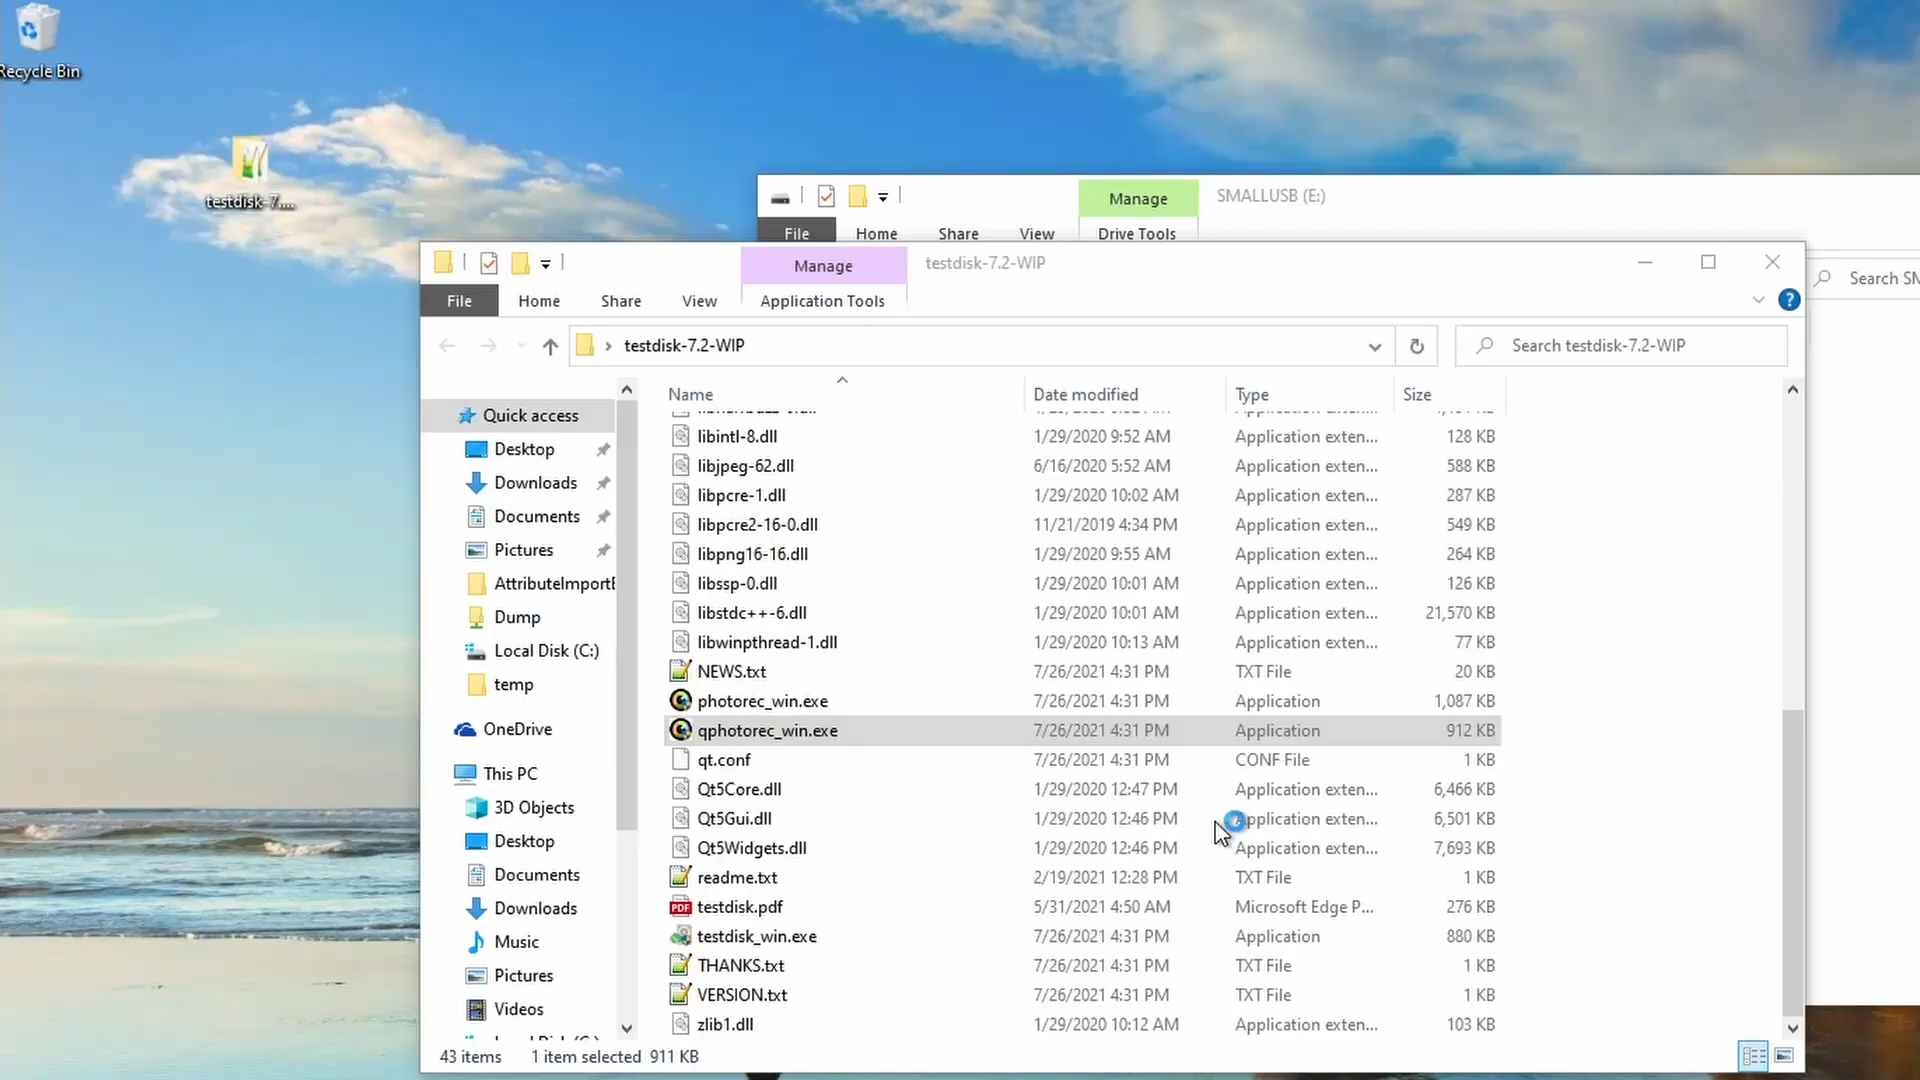 Recycle Bin
testdisk-7....
Manage
SMALLUSB (E:)
File Home Share View Drive Tools
Search SM
Manage
testdisk-7.2-WIP
File Home Share View Application Tools
testdisk-7.2-WIP
Search testdisk-7.2-WIP
Quick access
Desktop
Downloads
Documents
Pictures
AttributeImportE
Dump
Local Disk (C:)
temp
OneDrive
This PC
3D Objects
Desktop
Documents
Downloads
Music
Pictures
Videos
Name Date modified Type Size
libintl-8.dll 1/29/2020 9:52 AM Application exten... 128 KB
libjpeg-62.dll 6/16/2020 5:52 AM Application exten... 588 KB
libpcre-1.dll 1/29/2020 10:02 AM Application exten... 287 KB
libpcre2-16-0.dll 11/21/2019 4:34 PM Application exten... 549 KB
libpng16-16.dll 1/29/2020 9:55 AM Application exten... 264 KB
libssp-0.dll 1/29/2020 10:01 AM Application exten... 126 KB
libstdc++-6.dll 1/29/2020 10:01 AM Application exten... 21,570 KB
libwinpthread-1.dll 1/29/2020 10:13 AM Application exten... 77 KB
NEWS.txt 7/26/2021 4:31 PM TXT File 20 KB
photorec_win.exe 7/26/2021 4:31 PM Application 1,087 KB
qphotorec_win.exe 7/26/2021 4:31 PM Application 912 KB
qt.conf 7/26/2021 4:31 PM CONF File 1 KB
Qt5Core.dll 1/29/2020 12:47 PM Application exten... 6,466 KB
Qt5Gui.dll 1/29/2020 12:46 PM Application exten... 6,501 KB
Qt5Widgets.dll 1/29/2020 12:46 PM Application exten... 7,693 KB
readme.txt 2/19/2021 12:28 PM TXT File 1 KB
testdisk.pdf 5/31/2021 4:50 AM Microsoft Edge P... 276 KB
testdisk_win.exe 7/26/2021 4:31 PM Application 880 KB
THANKS.txt 7/26/2021 4:31 PM TXT File 1 KB
VERSION.txt 7/26/2021 4:31 PM TXT File 1 KB
zlib1.dll 1/29/2020 10:12 AM Application exten... 103 KB
43 items 1 item selected 911 KB